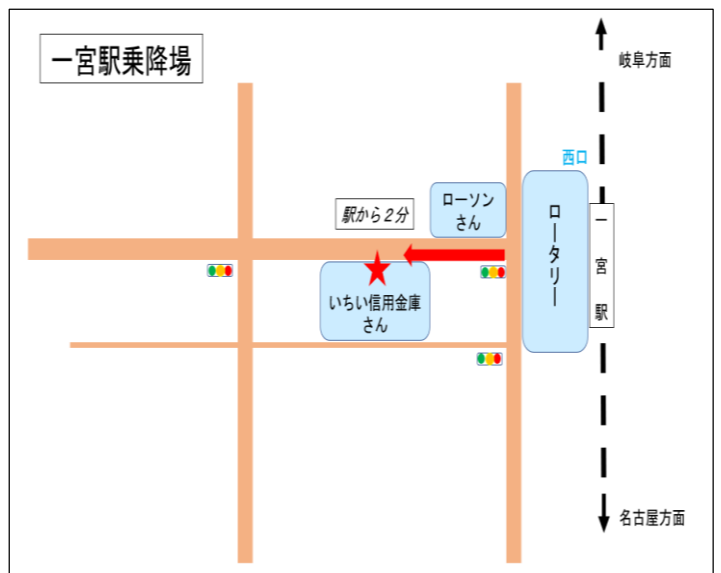 一宮駅乗降場
岐阜方面
西口
ローソン
さん
駅から２分
ロータリー
一宮駅
いちい信用金庫
さん
名古屋方面